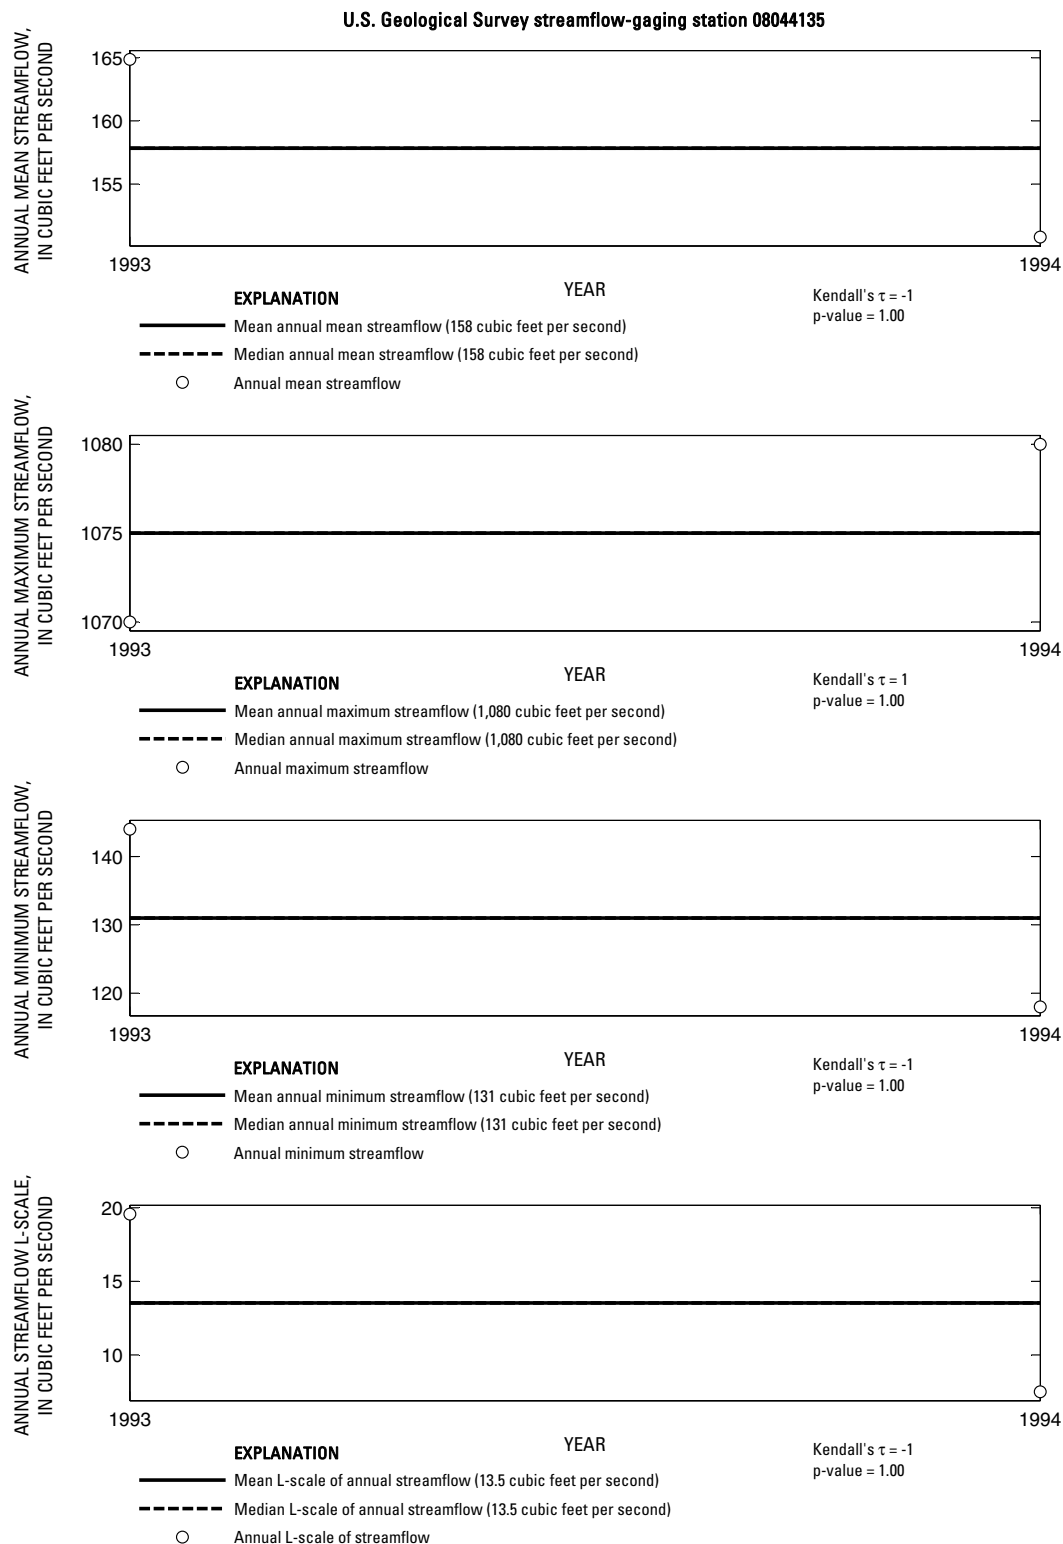 U.S. Geological Survey streamflow-gaging station 08044135
ANNUAL MEAN STREAMFLOW,
IN CUBIC FEET PER SECOND
165
160
155
1993
1994
YEAR
EXPLANATION
Mean annual mean streamflow (158 cubic feet per second)
Median annual mean streamflow (158 cubic feet per second)
Annual mean streamflow
Kendall's τ = -1
p-value = 1.00
ANNUAL MAXIMUM STREAMFLOW,
IN CUBIC FEET PER SECOND
1080
1075
1070
1993
1994
YEAR
EXPLANATION
Mean annual maximum streamflow (1,080 cubic feet per second)
Median annual maximum streamflow (1,080 cubic feet per second)
Annual maximum streamflow
Kendall's τ = 1
p-value = 1.00
ANNUAL MINIMUM STREAMFLOW,
IN CUBIC FEET PER SECOND
140
130
120
1993
1994
YEAR
EXPLANATION
Mean annual minimum streamflow (131 cubic feet per second)
Median annual minimum streamflow (131 cubic feet per second)
Annual minimum streamflow
Kendall's τ = -1
p-value = 1.00
ANNUAL STREAMFLOW L-SCALE,
IN CUBIC FEET PER SECOND
20
15
10
1993
1994
YEAR
EXPLANATION
Mean L-scale of annual streamflow (13.5 cubic feet per second)
Median L-scale of annual streamflow (13.5 cubic feet per second)
Annual L-scale of streamflow
Kendall's τ = -1
p-value = 1.00